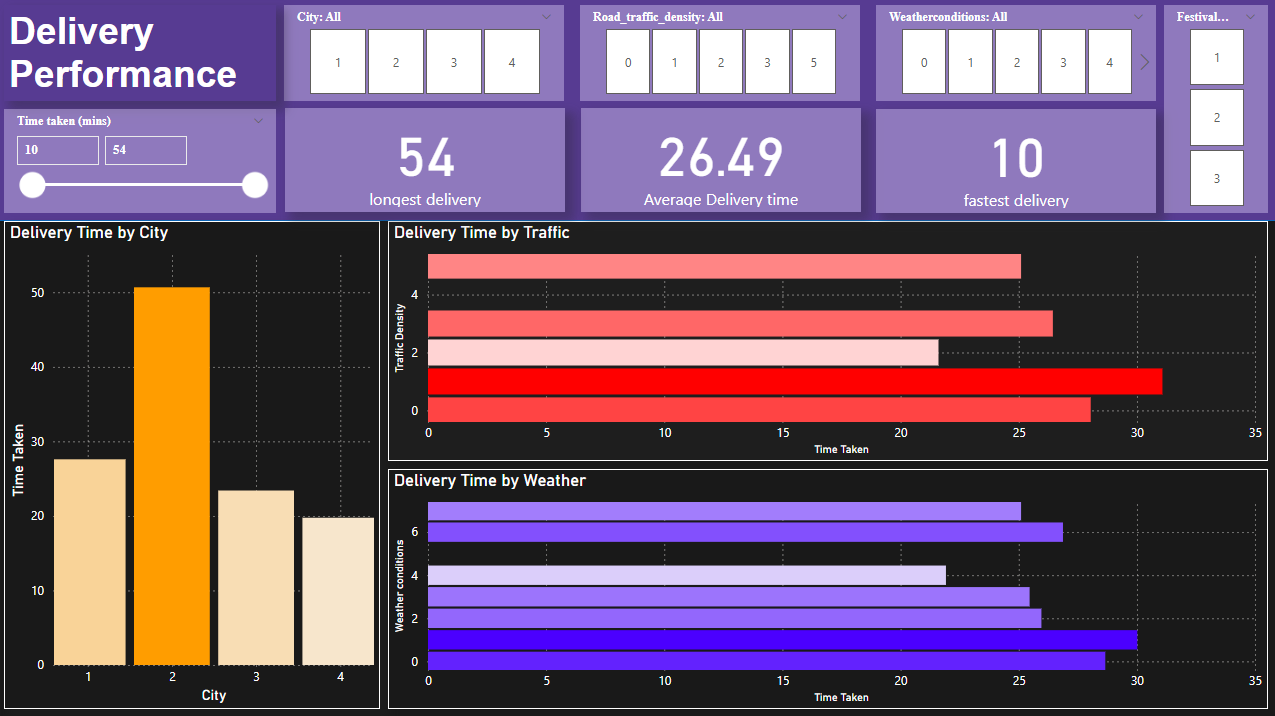 Delivery
Performance
City: All
1 2 3 4
Road_traffic_density: All
0 1 2 3 5
Weatherconditions: All
0 1 2 3 4
Festival...
1
2
3
Time taken (mins)
10 54
54
longest delivery
26.49
Average Delivery time
10
fastest delivery
Delivery Time by City
Time Taken
50
40
30
20
10
0
1 2 3 4
City
Delivery Time by Traffic
Traffic Density
4
2
0
0 5 10 15 20 25 30 35
Time Taken
Delivery Time by Weather
Weather conditions
6
4
2
0
0 5 10 15 20 25 30 35
Time Taken